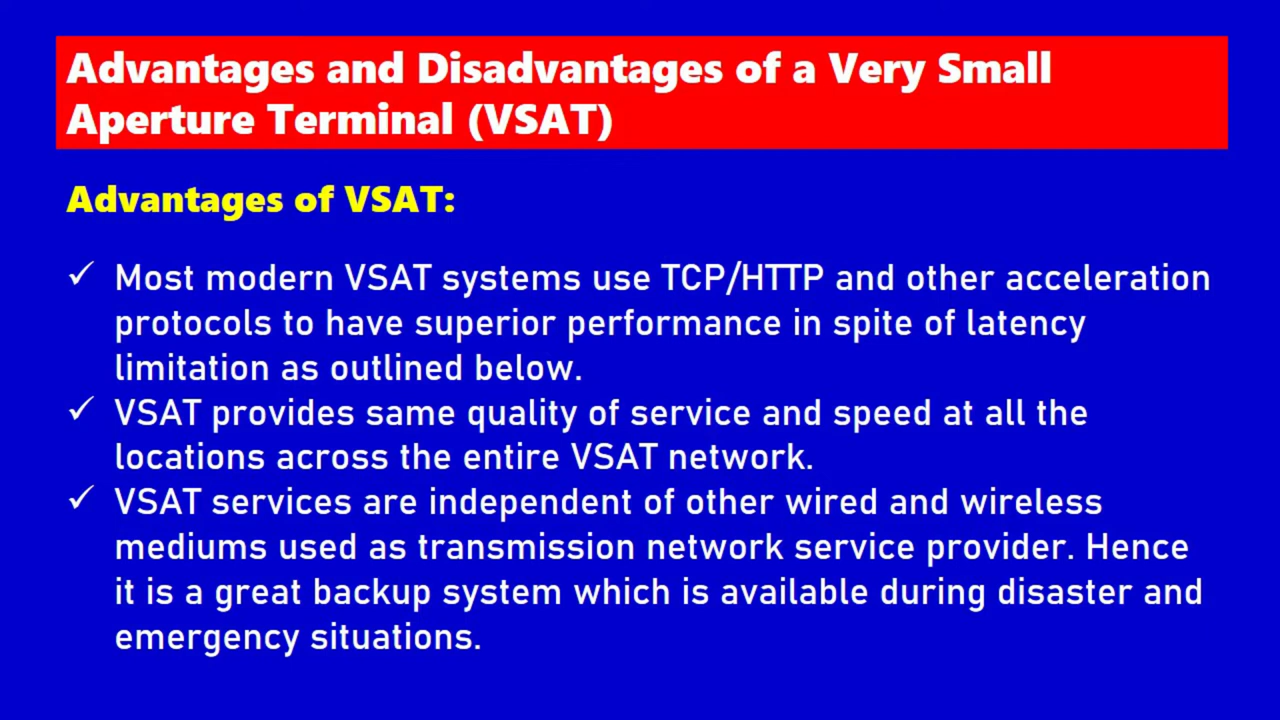 Advantages and Disadvantages of a Very Small
Aperture Terminal (VSAT)
Advantages of VSAT:
✓ Most modern VSAT systems use TCP/HTTP and other acceleration
protocols to have superior performance in spite of latency
limitation as outlined below.
✓ VSAT provides same quality of service and speed at all the
locations across the entire VSAT network.
✓ VSAT services are independent of other wired and wireless
mediums used as transmission network service provider. Hence
it is a great backup system which is available during disaster and
emergency situations.